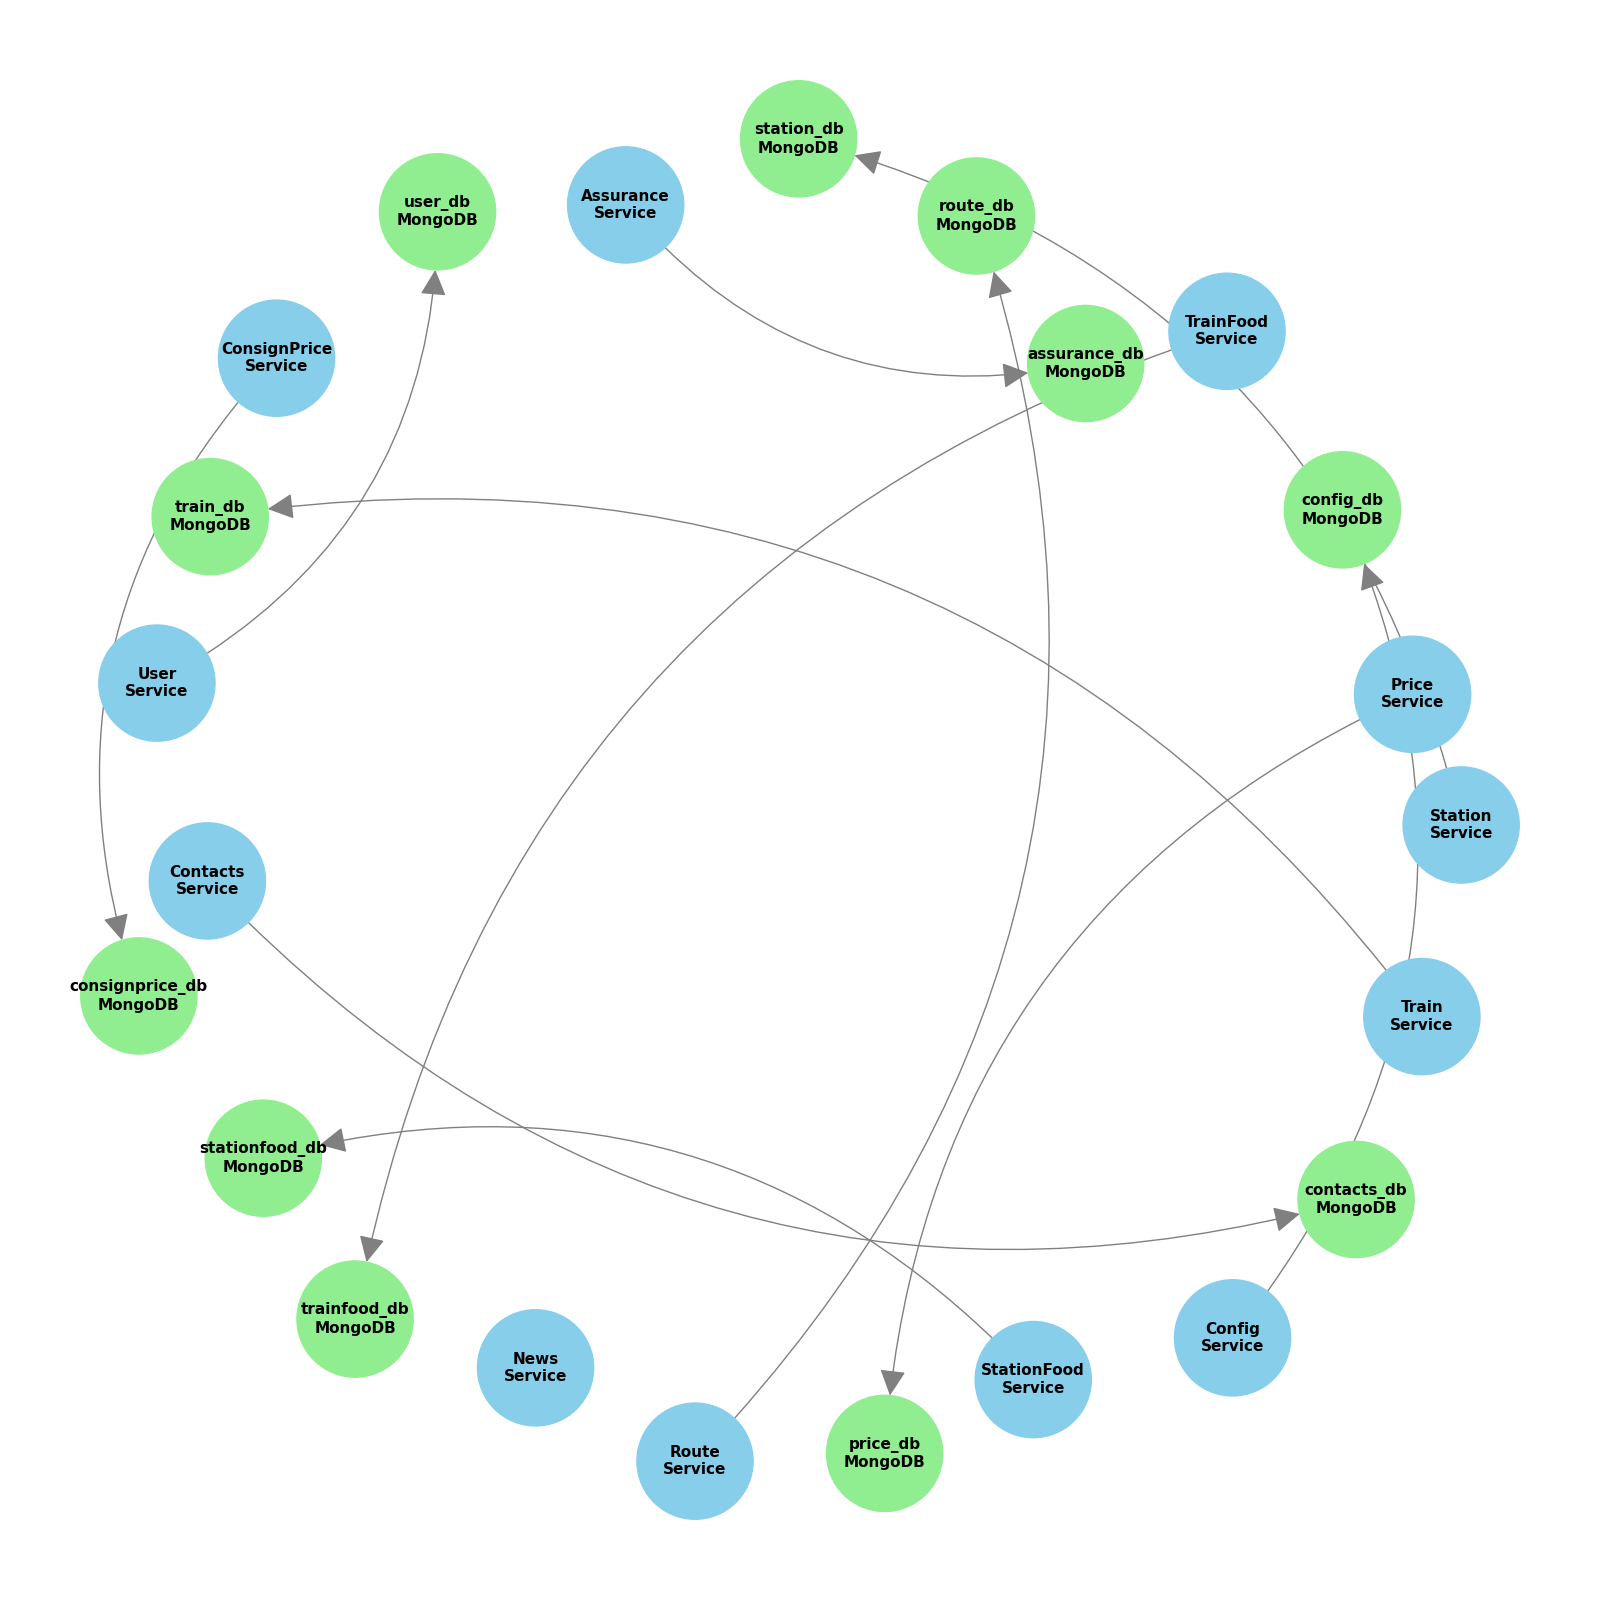 station_db
MongoDB
user_db
MongoDB
Assurance
Service
route_db
MongoDB
TrainFood
Service
ConsignPrice
Service
assurance_db
MongoDB
train_db
MongoDB
config_db
MongoDB
User
Service
Price
Service
Station
Service
Contacts
Service
consignprice_db
MongoDB
Train
Service
stationfood_db
MongoDB
contacts_db
MongoDB
trainfood_db
MongoDB
Config
Service
News
Service
StationFood
Service
Route
Service
price_db
MongoDB